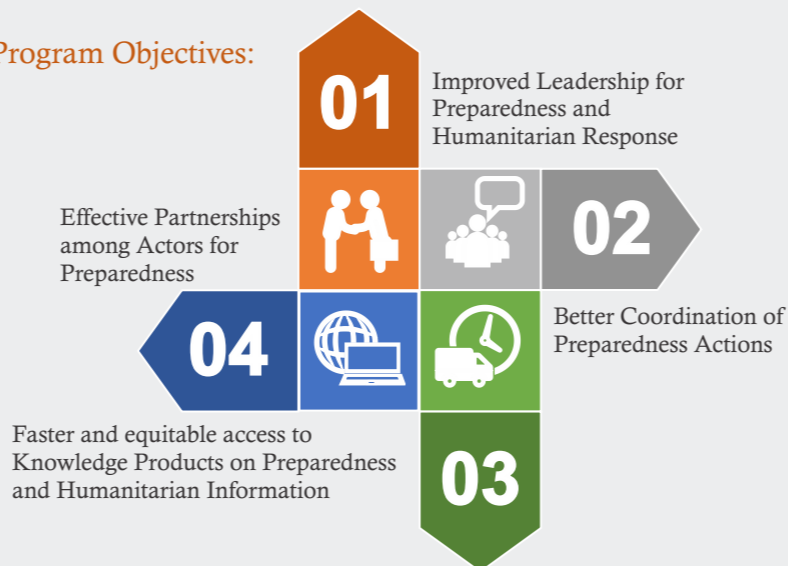 Program Objectives:
01
Improved Leadership for
Preparedness and
Humanitarian Response
02
Effective Partnerships
among Actors for
Preparedness
04
Better Coordination of
Preparedness Actions
Faster and equitable access to
Knowledge Products on Preparedness
and Humanitarian Information
03